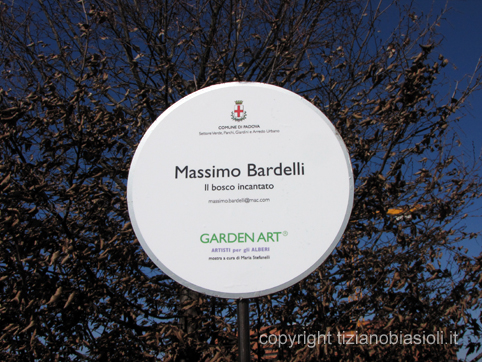 COMUNE DI PADOVA
Settore Verde, Parchi, Giardini e Arredo Urbano
Massimo Bardelli
Il bosco incantato
massimobardelli@mac.com
GARDEN ART®
ARTISTI per gli ALBERI
mostra a cura di Maria Stefanelli
copyright tizianobiasioli.it